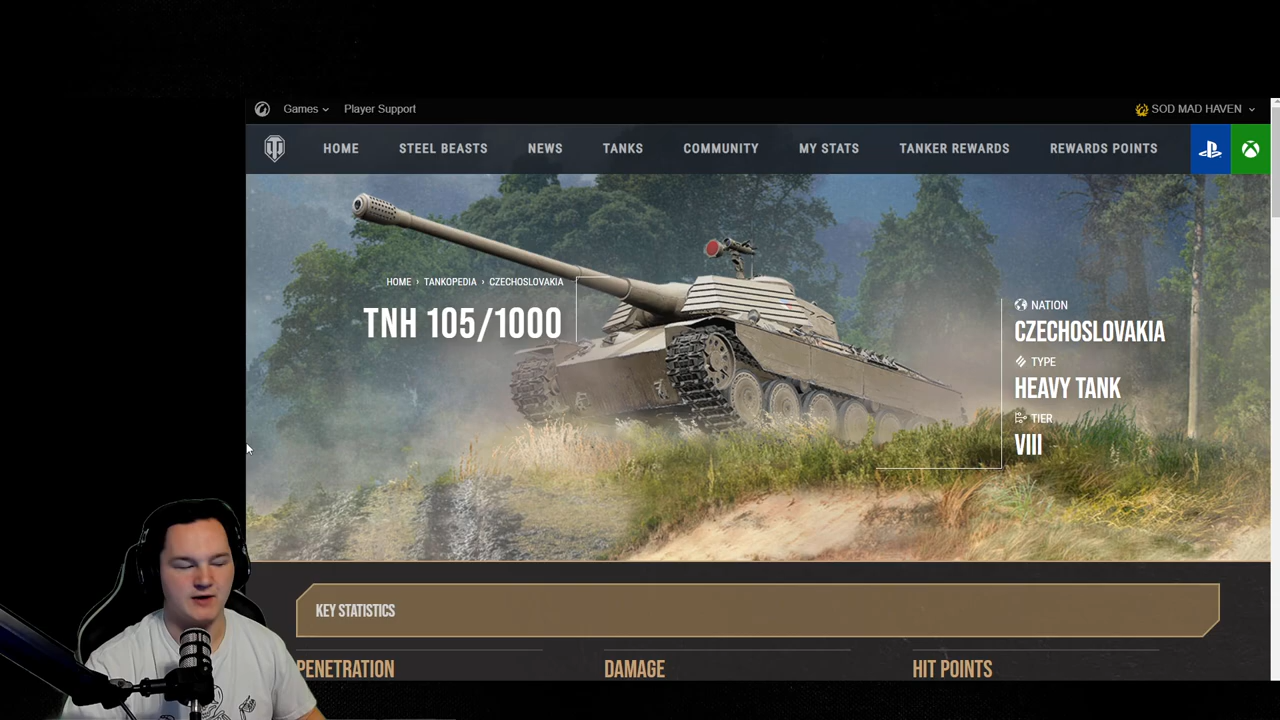 Games Player Support SOD MAD HAVEN
HOME STEEL BEASTS NEWS TANKS COMMUNITY MY STATS TANKER REWARDS REWARDS POINTS
HOME › TANKOPEDIA › CZECHOSLOVAKIA
TNH 105/1000
NATION
CZECHOSLOVAKIA
TYPE
HEAVY TANK
TIER
VIII
KEY STATISTICS
PENETRATION DAMAGE HIT POINTS